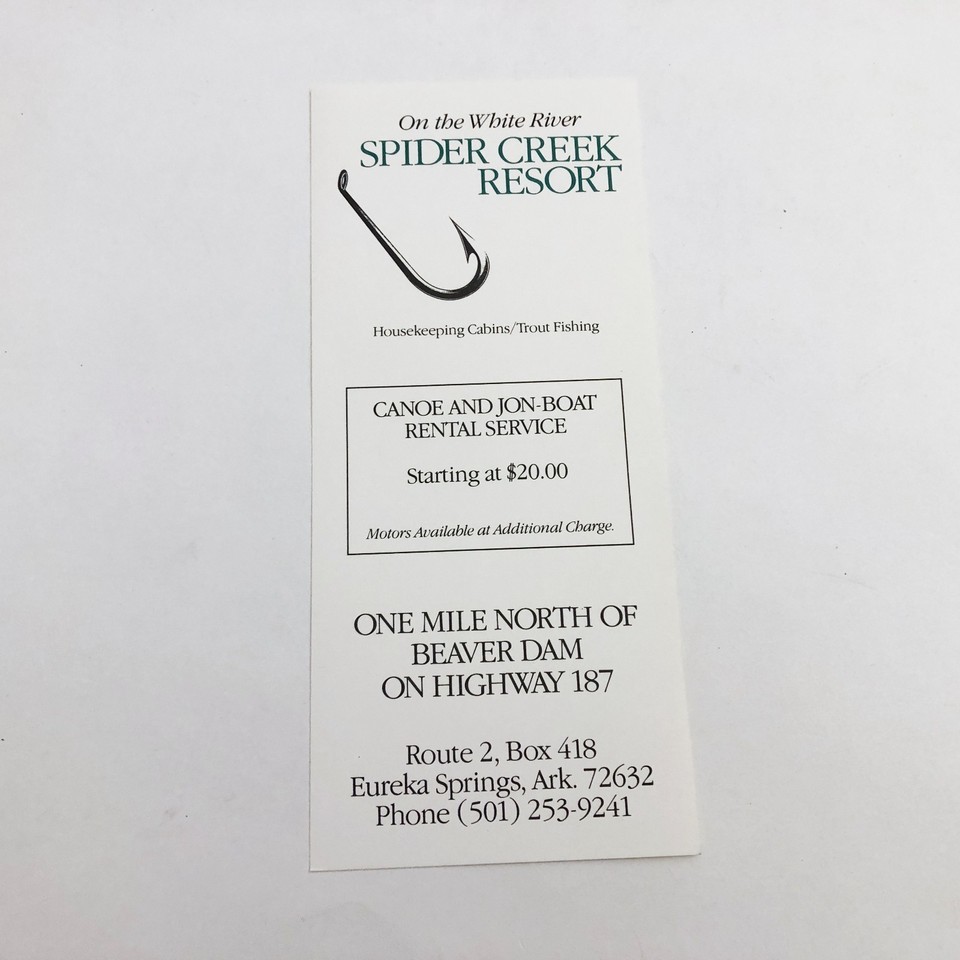 On the White River
SPIDER CREEK
RESORT
Housekeeping Cabins/Trout Fishing
CANOE AND JON-BOAT
RENTAL SERVICE
Starting at $20.00
Motors Available at Additional Charge.
ONE MILE NORTH OF
BEAVER DAM
ON HIGHWAY 187
Route 2, Box 418
Eureka Springs, Ark. 72632
Phone (501) 253-9241